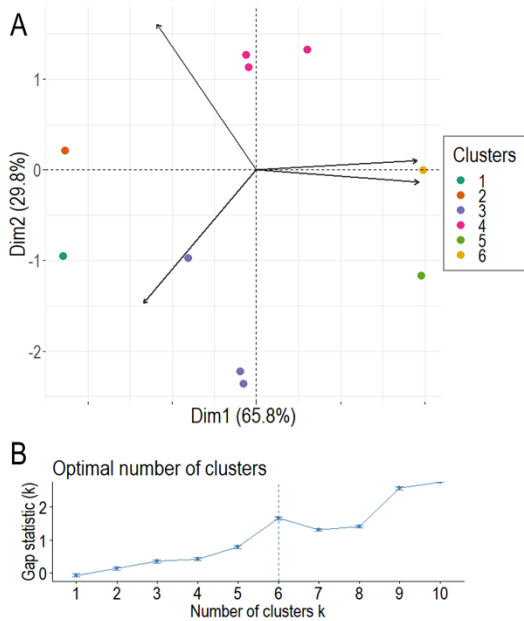 A
Dim2 (29.8%)
1
0
-1
-2
Dim1 (65.8%)
Clusters
1
2
3
4
5
6
B
Optimal number of clusters
Gap statistic (k)
2
1
0
1 2 3 4 5 6 7 8 9 10
Number of clusters k